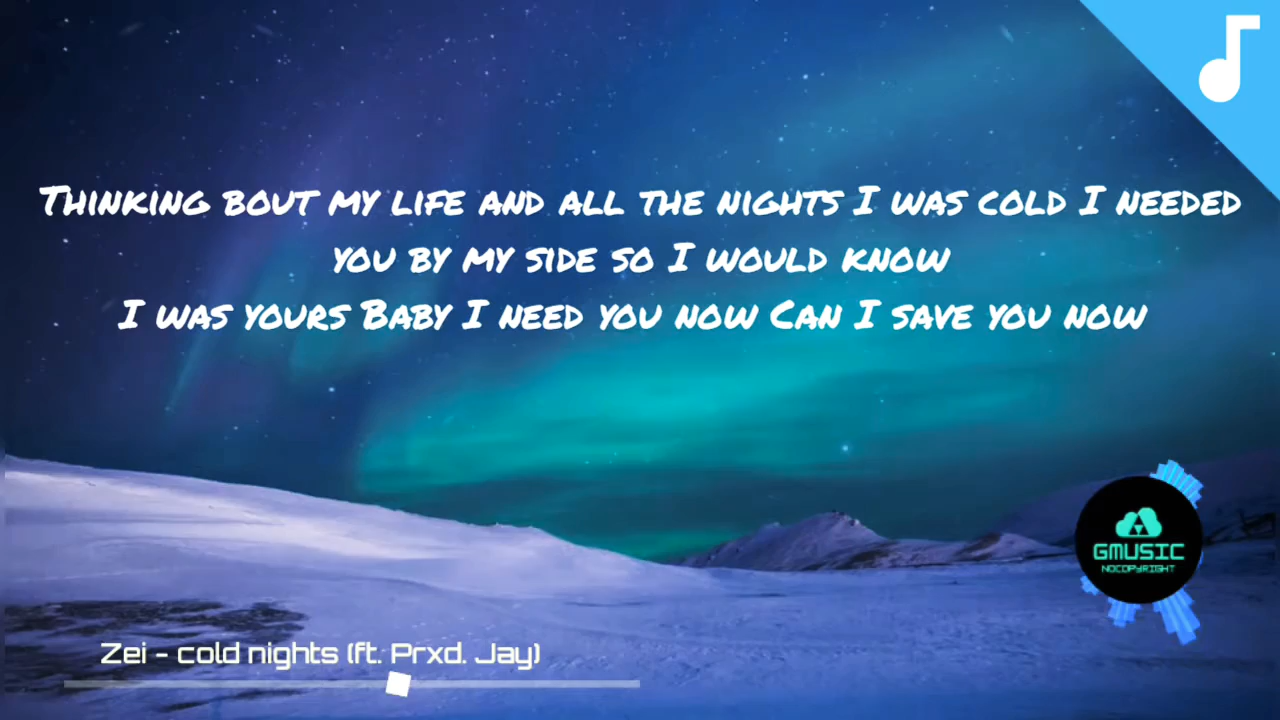 Thinking bout my life and all the nights I was cold I needed
you by my side so I would know
I was yours Baby I need you now Can I save you now
GMUSIC
NOCOPYRIGHT
Zei - cold nights (ft. Prxd. Jay)